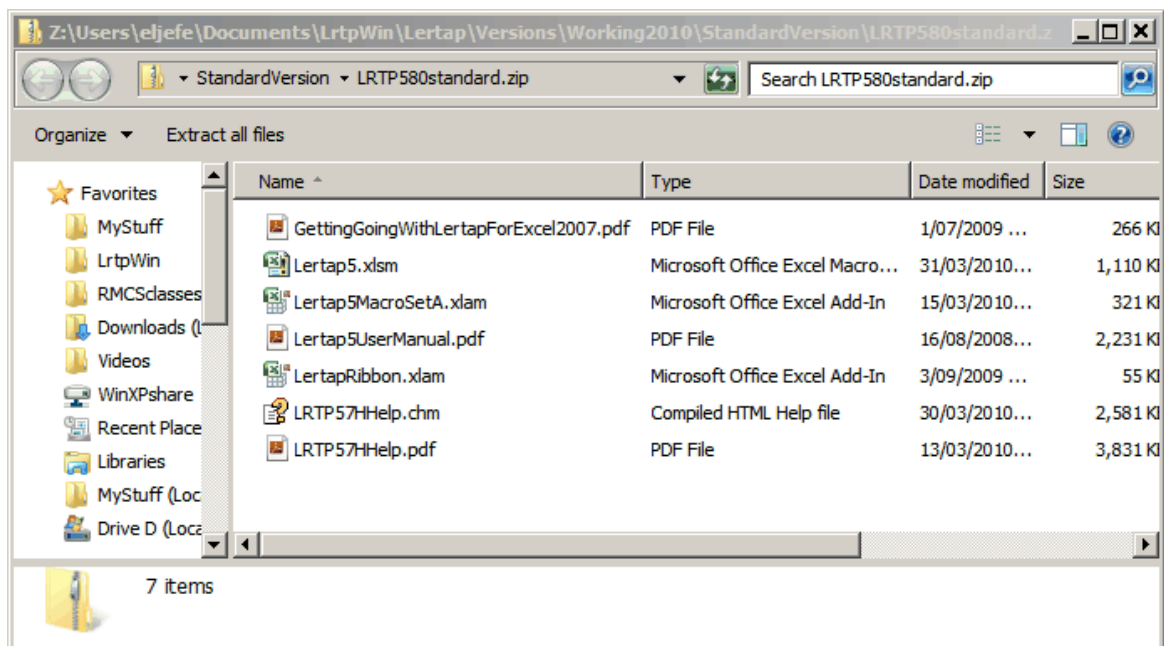 Z:\Users\eljefe\Documents\LrtpWin\Lertap\Versions\Working2010\StandardVersion\LRTP580standard.z
StandardVersion LRTP580standard.zip Search LRTP580standard.zip
Organize Extract all files
Favorites
MyStuff
LrtpWin
RMCSclasses
Downloads (L
Videos
WinXPshare
Recent Place
Libraries
MyStuff (Loc
Drive D (Loca
Name Type Date modified Size
GettingGoingWithLertapForExcel2007.pdf PDF File 1/07/2009 ... 266 K
Lertap5.xlsm Microsoft Office Excel Macro... 31/03/2010... 1,110 K
Lertap5MacroSetA.xlam Microsoft Office Excel Add-In 15/03/2010... 321 K
Lertap5UserManual.pdf PDF File 16/08/2008... 2,231 K
LertapRibbon.xlam Microsoft Office Excel Add-In 3/09/2009 ... 55 K
LRTP57HHelp.chm Compiled HTML Help file 30/03/2010... 2,581 K
LRTP57HHelp.pdf PDF File 13/03/2010... 3,831 K
7 items